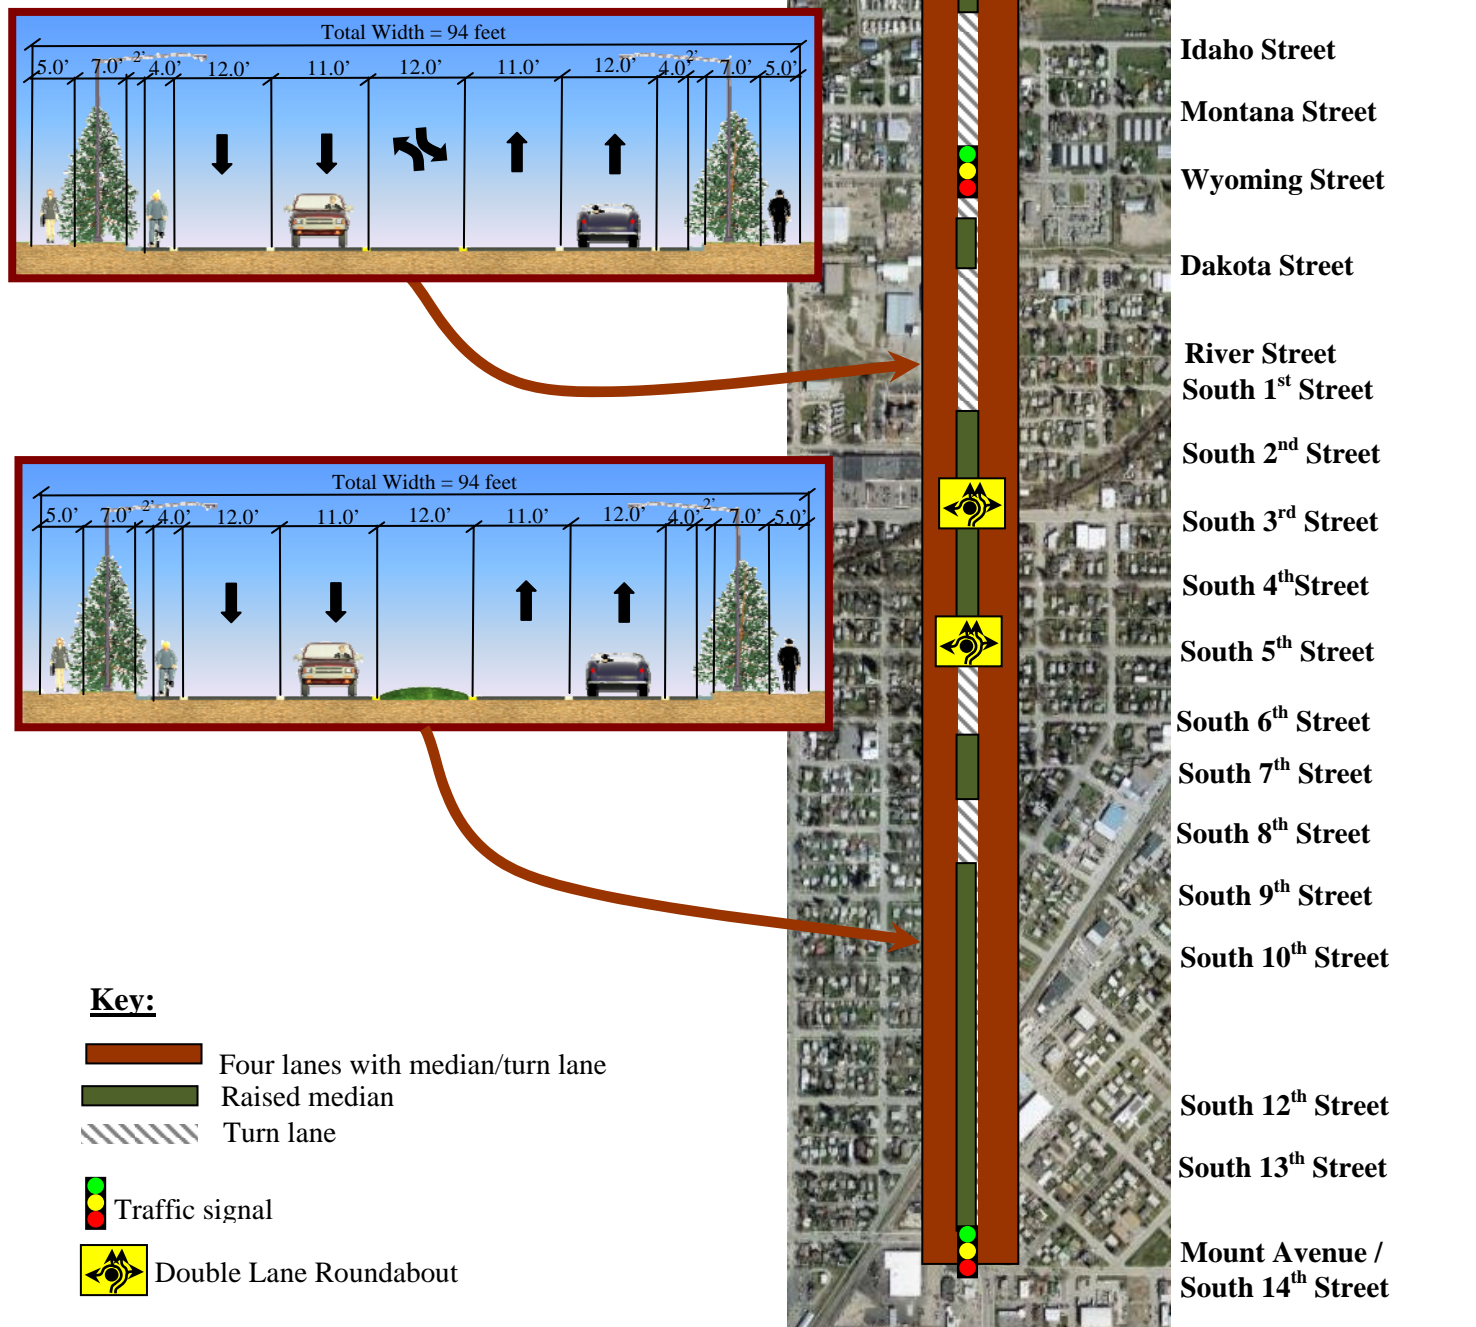 Total Width = 94 feet
5.0' 7.0' 2' 4.0' 12.0' 11.0' 12.0' 11.0' 12.0' 4.0' 2' 7.0' 5.0'
Total Width = 94 feet
5.0' 7.0' 2' 4.0' 12.0' 11.0' 12.0' 11.0' 12.0' 4.0' 2' 7.0' 5.0'
Key:
Four lanes with median/turn lane
Raised median
Turn lane
Traffic signal
Double Lane Roundabout
Idaho Street
Montana Street
Wyoming Street
Dakota Street
River Street
South 1st Street
South 2nd Street
South 3rd Street
South 4thStreet
South 5th Street
South 6th Street
South 7th Street
South 8th Street
South 9th Street
South 10th Street
South 12th Street
South 13th Street
Mount Avenue /
South 14th Street